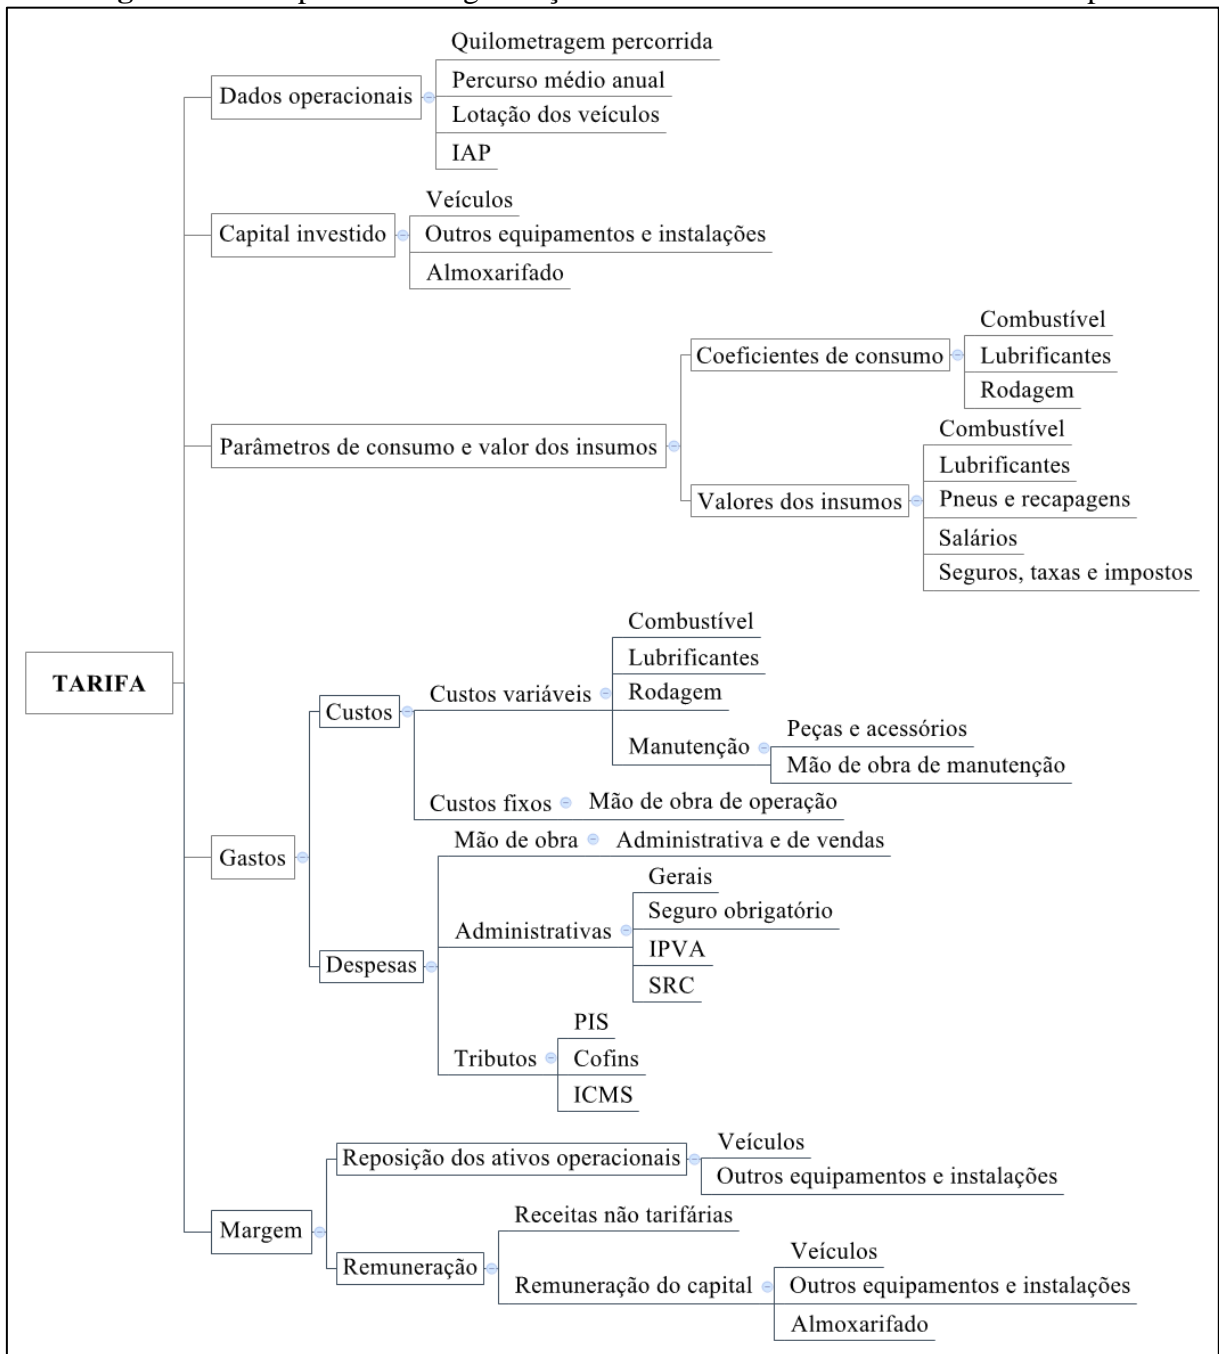 Quilometragem percorrida
Dados operacionais
Percurso médio anual
Lotação dos veículos
IAP
Veículos
Capital investido
Outros equipamentos e instalações
Almoxarifado
Parâmetros de consumo e valor dos insumos
Coeficientes de consumo
Combustível
Lubrificantes
Rodagem
Valores dos insumos
Combustível
Lubrificantes
Pneus e recapagens
Salários
Seguros, taxas e impostos
TARIFA
Gastos
Custos
Custos variáveis
Combustível
Lubrificantes
Rodagem
Manutenção
Peças e acessórios
Mão de obra de manutenção
Custos fixos
Mão de obra de operação
Despesas
Mão de obra
Administrativa e de vendas
Administrativas
Gerais
Seguro obrigatório
IPVA
SRC
Tributos
PIS
Cofins
ICMS
Margem
Reposição dos ativos operacionais
Veículos
Outros equipamentos e instalações
Remuneração
Receitas não tarifárias
Remuneração do capital
Veículos
Outros equipamentos e instalações
Almoxarifado